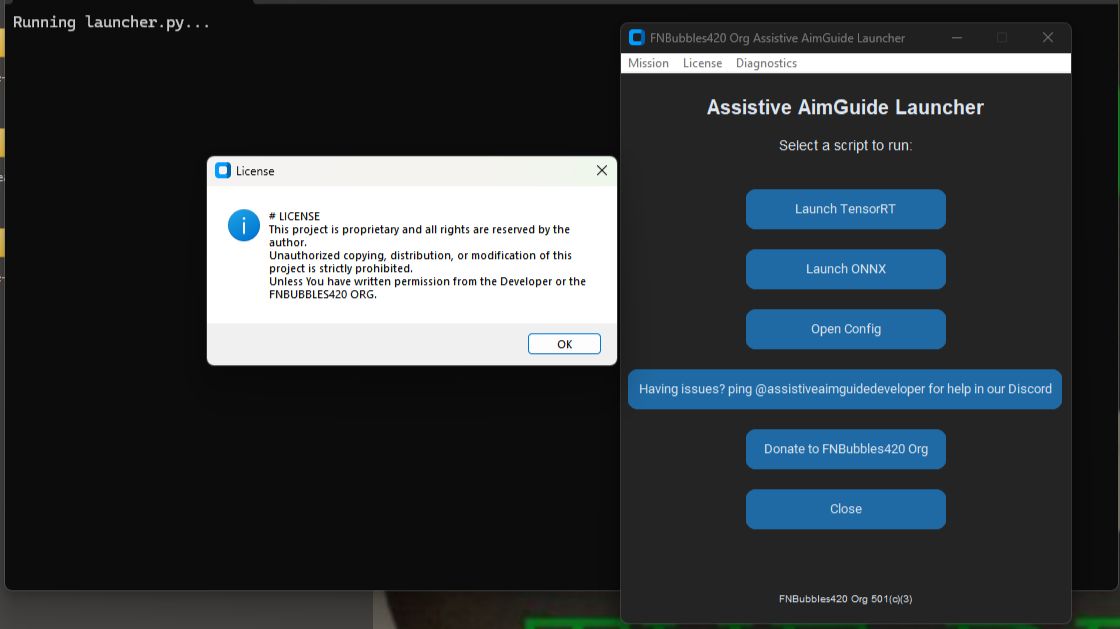 Running launcher.py...
FNBubbles420 Org Assistive AimGuide Launcher
Mission License Diagnostics
Assistive AimGuide Launcher
Select a script to run:
Launch TensorRT
Launch ONNX
Open Config
Having issues? ping @assistiveaimguidedeveloper for help in our Discord
Donate to FNBubbles420 Org
Close
FNBubbles420 Org 501(c)(3)
License
# LICENSE
This project is proprietary and all rights are reserved by the
author.
Unauthorized copying, distribution, or modification of this
project is strictly prohibited.
Unless You have written permission from the Developer or the
FNBUBBLES420 ORG.
OK